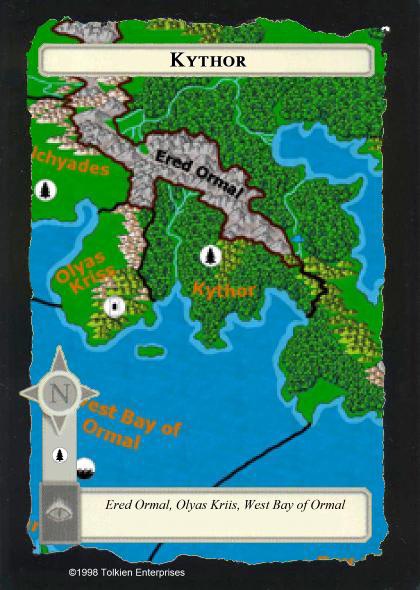 KYTHOR
Ichyades
Ered Ormal
Olyas
Kriss
Kythor
N
West Bay of
Ormal
Ered Ormal, Olyas Kriis, West Bay of Ormal
©1998 Tolkien Enterprises